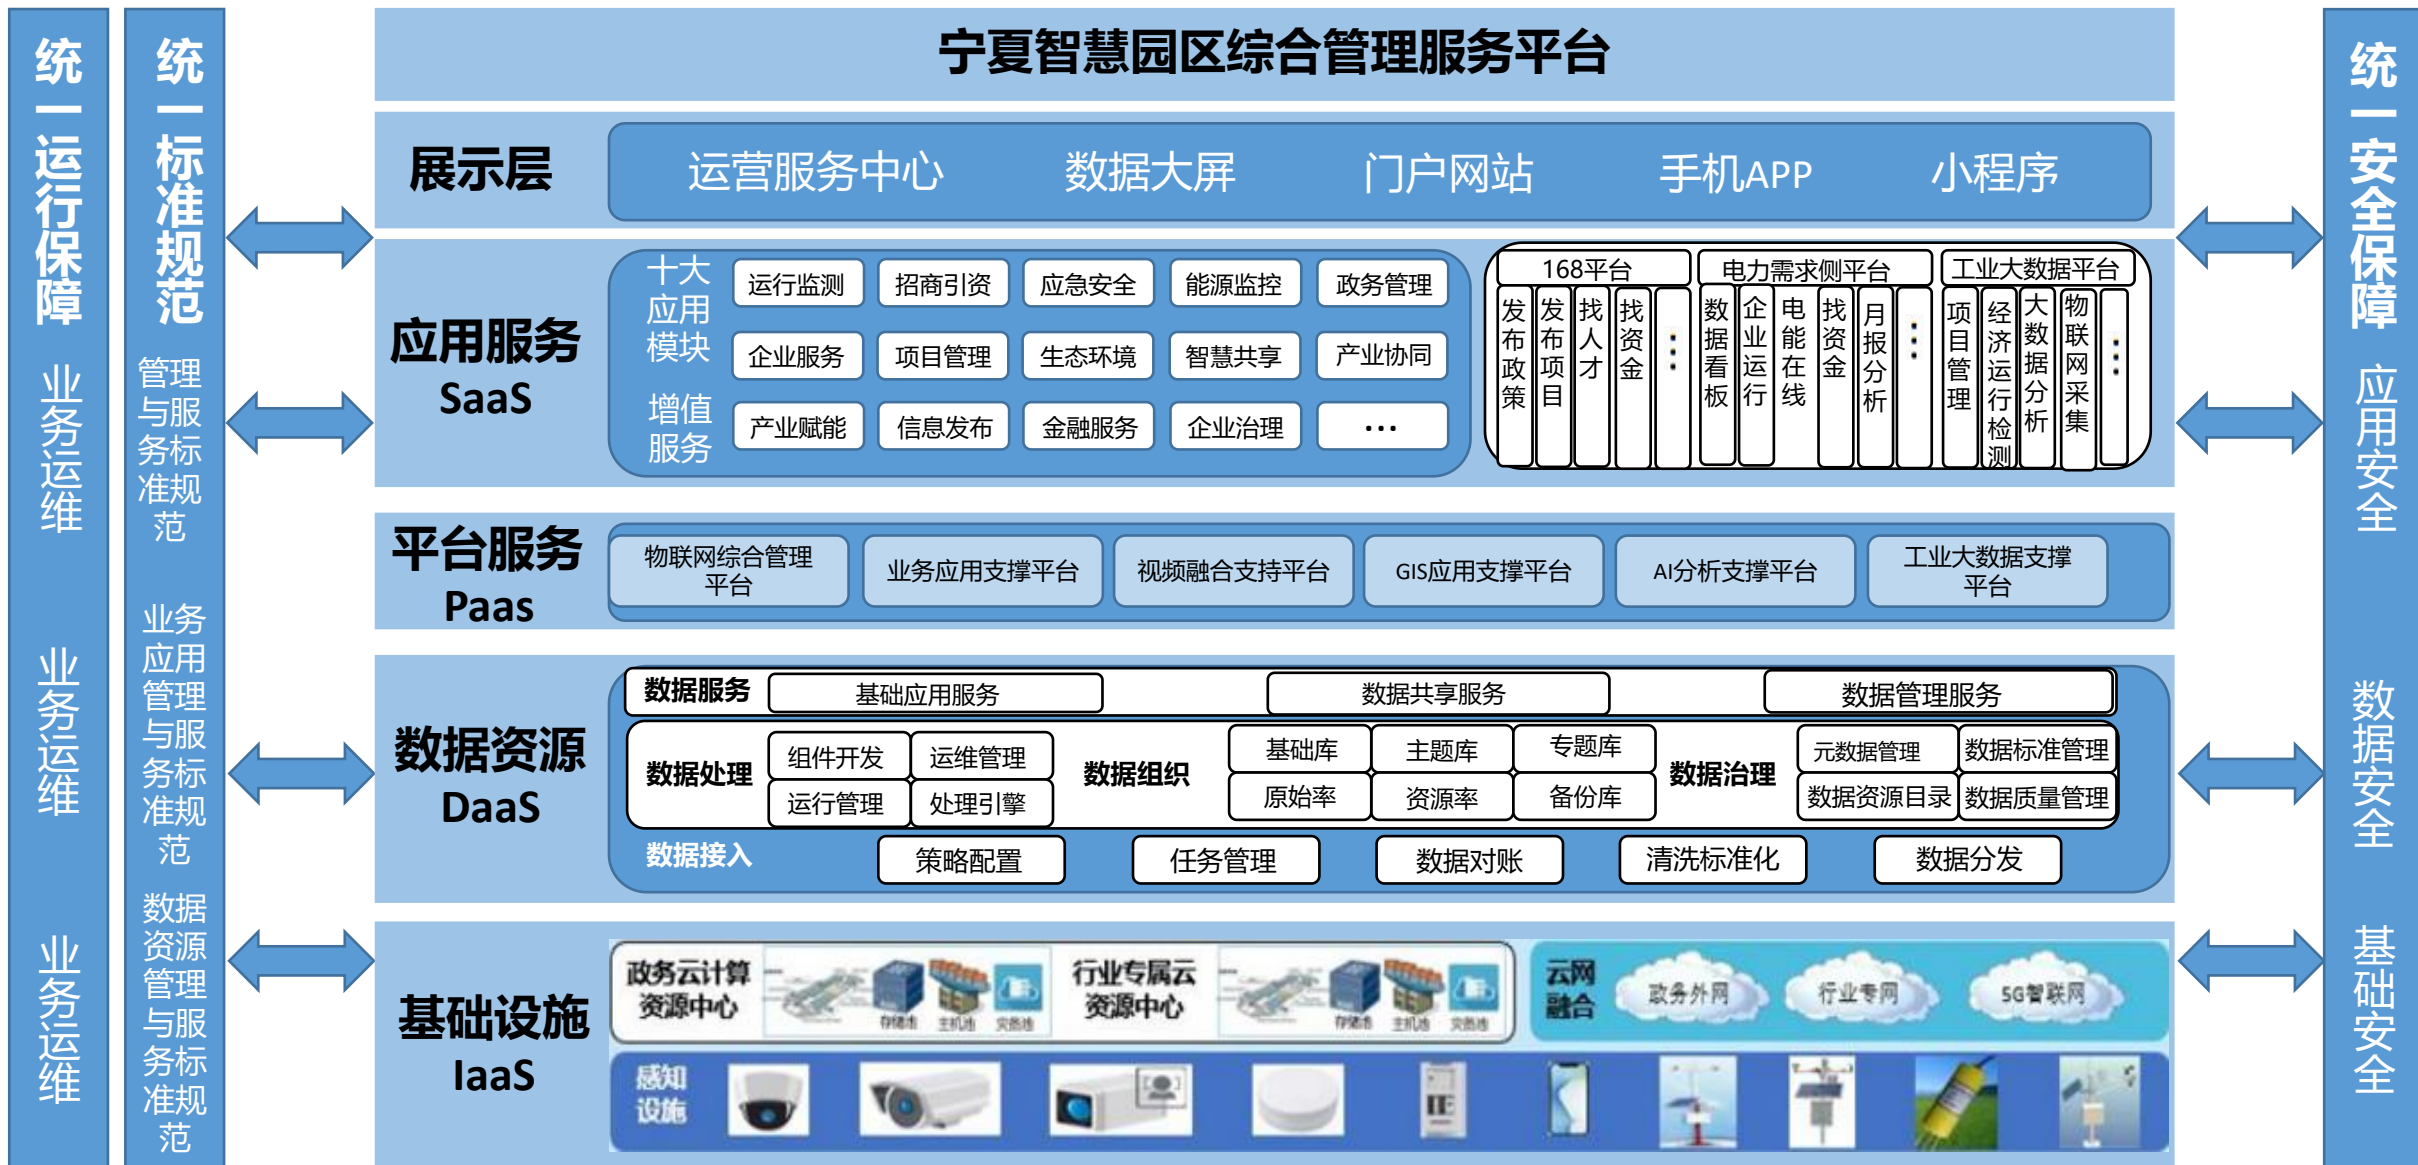 宁夏智慧园区综合管理服务平台
统一运行保障
业务运维
业务运维
业务运维
统一标准规范
管理
与服
务标
准规
范
业务
应用
管理
与服
务标
准规
范
数据
资源
管理
与服
务标
准规
范
展示层
运营服务中心
数据大屏
门户网站
手机APP
小程序
应用服务
SaaS
十大
应用
模块
运行监测
招商引资
应急安全
能源监控
政务管理
企业服务
项目管理
生态环境
智慧共享
产业协同
增值
服务
产业赋能
信息发布
金融服务
企业治理
...
168平台
发布政策
发布项目
找人才
找资金
...
电力需求侧平台
数据看板
企业运行
电能在线
找资金
月报分析
...
工业大数据平台
项目管理
经济运行检测
大数据分析
物联网采集
...
平台服务
Paas
物联网综合管理
平台
业务应用支撑平台
视频融合支持平台
GIS应用支撑平台
AI分析支撑平台
工业大数据支撑
平台
数据资源
DaaS
数据服务
基础应用服务
数据共享服务
数据管理服务
数据处理
组件开发
运维管理
运行管理
处理引擎
数据组织
基础库
主题库
专题库
原始率
资源率
备份库
数据治理
元数据管理
数据标准管理
数据资源目录
数据质量管理
数据接入
策略配置
任务管理
数据对账
清洗标准化
数据分发
基础设施
IaaS
政务云计算
资源中心
存储池
主机池
灾备池
行业专属云
资源中心
存储池
主机池
灾备池
云网
融合
政务外网
行业专网
5G智联网
感知
设施
统一安全保障
应用安全
数据安全
基础安全